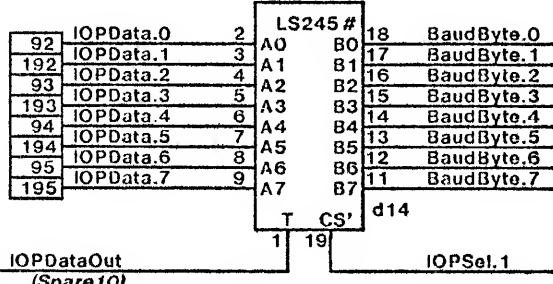 LS245#
92 IOPData.0 2 A0 B0 18 BaudByte.0
192 IOPData.1 3 A1 B1 17 BaudByte.1
93 IOPData.2 4 A2 B2 16 BaudByte.2
193 IOPData.3 5 A3 B3 15 BaudByte.3
94 IOPData.4 6 A4 B4 14 BaudByte.4
194 IOPData.5 7 A5 B5 13 BaudByte.5
95 IOPData.6 8 A6 B6 12 BaudByte.6
195 IOPData.7 9 A7 B7 11 BaudByte.7
T CS' d14
1 19
IOPDataOut IOPSel.1
(Spare10)